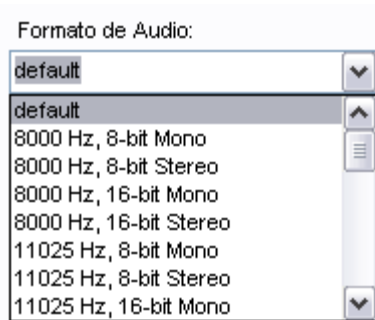 Formato de Audio:
default
default
8000 Hz, 8-bit Mono
8000 Hz, 8-bit Stereo
8000 Hz, 16-bit Mono
8000 Hz, 16-bit Stereo
11025 Hz, 8-bit Mono
11025 Hz, 8-bit Stereo
11025 Hz, 16-bit Mono